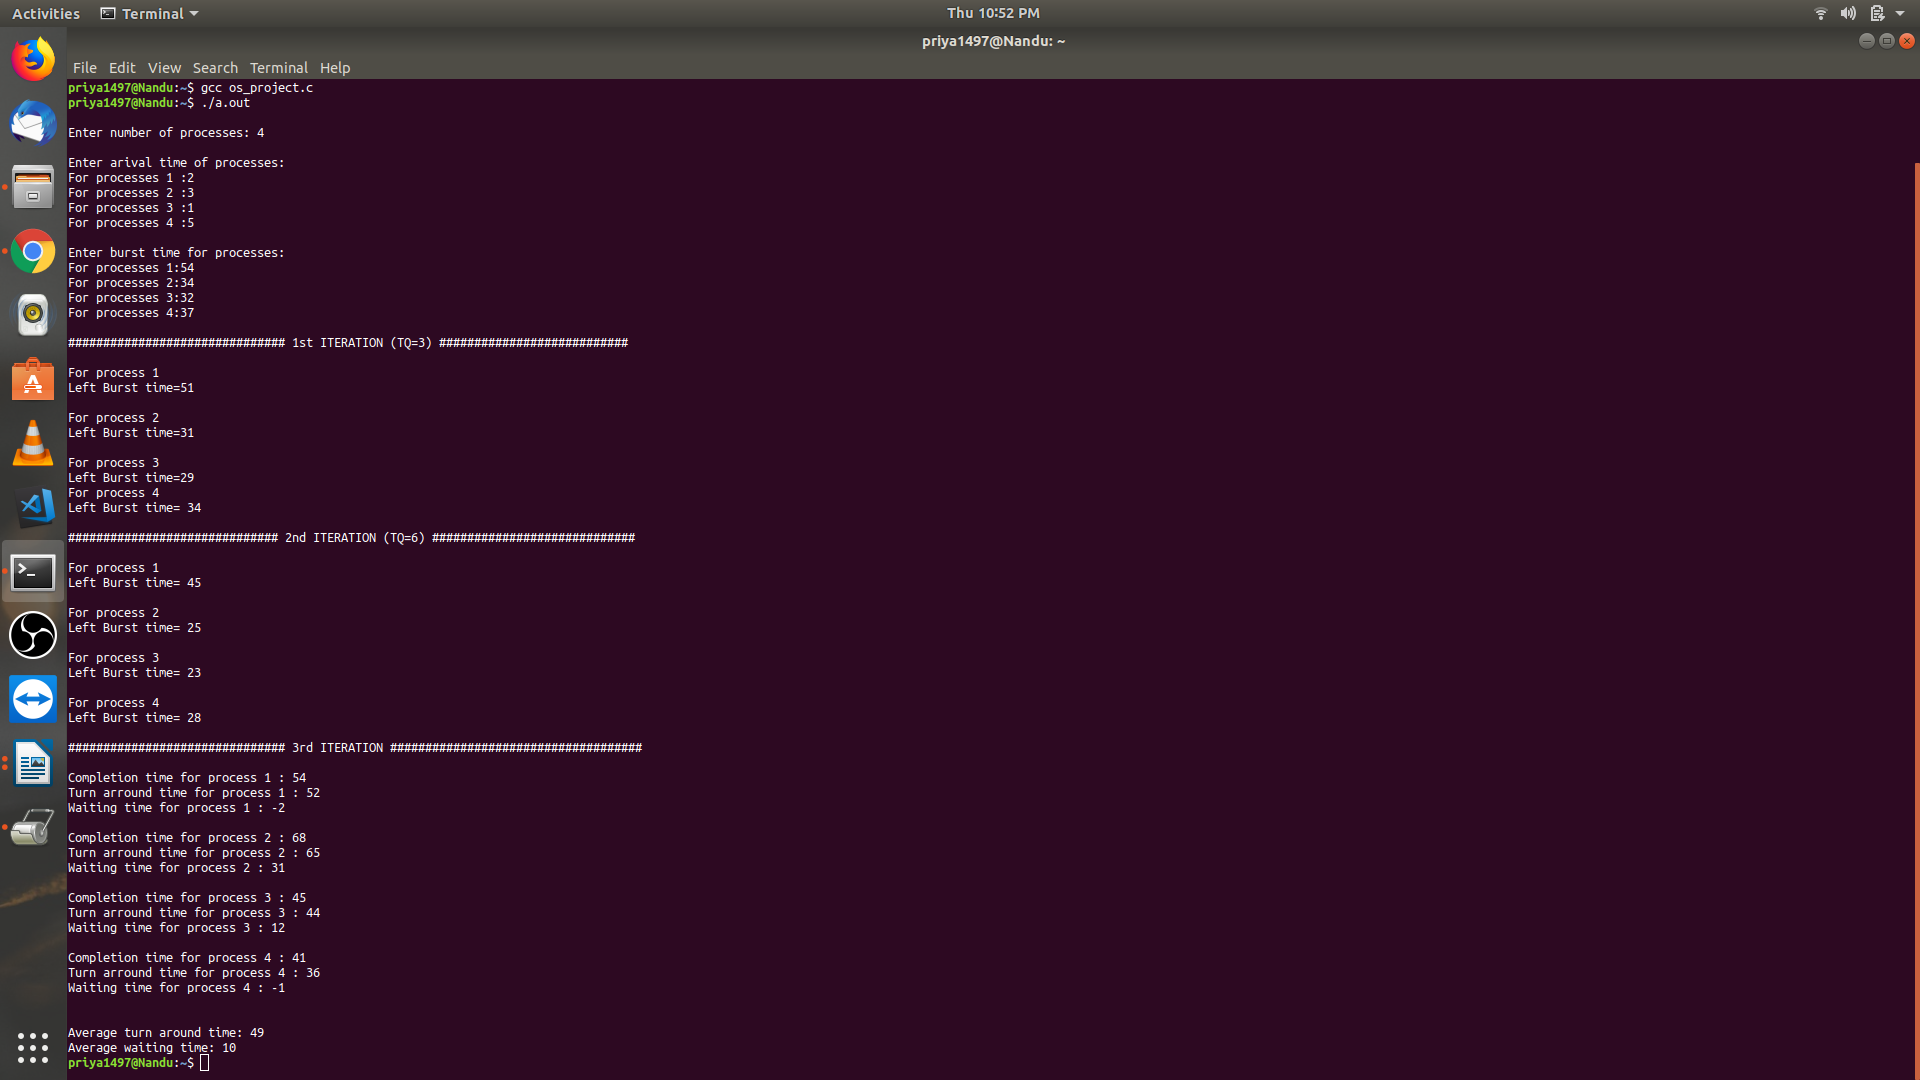 Activities Terminal Thu 10:52 PM
priya1497@Nandu: ~
File Edit View Search Terminal Help
priya1497@Nandu:~$ gcc os_project.c
priya1497@Nandu:~$ ./a.out
Enter number of processes: 4
Enter arival time of processes:
For processes 1 :2
For processes 2 :3
For processes 3 :1
For processes 4 :5
Enter burst time for processes:
For processes 1:54
For processes 2:34
For processes 3:32
For processes 4:37
############################### 1st ITERATION (TQ=3) ###########################
For process 1
Left Burst time=51
For process 2
Left Burst time=31
For process 3
Left Burst time=29
For process 4
Left Burst time= 34
############################## 2nd ITERATION (TQ=6) #############################
For process 1
Left Burst time= 45
For process 2
Left Burst time= 25
For process 3
Left Burst time= 23
For process 4
Left Burst time= 28
############################### 3rd ITERATION ####################################
Completion time for process 1 : 54
Turn arround time for process 1 : 52
Waiting time for process 1 : -2
Completion time for process 2 : 68
Turn arround time for process 2 : 65
Waiting time for process 2 : 31
Completion time for process 3 : 45
Turn arround time for process 3 : 44
Waiting time for process 3 : 12
Completion time for process 4 : 41
Turn arround time for process 4 : 36
Waiting time for process 4 : -1
Average turn around time: 49
Average waiting time: 10
priya1497@Nandu:~$